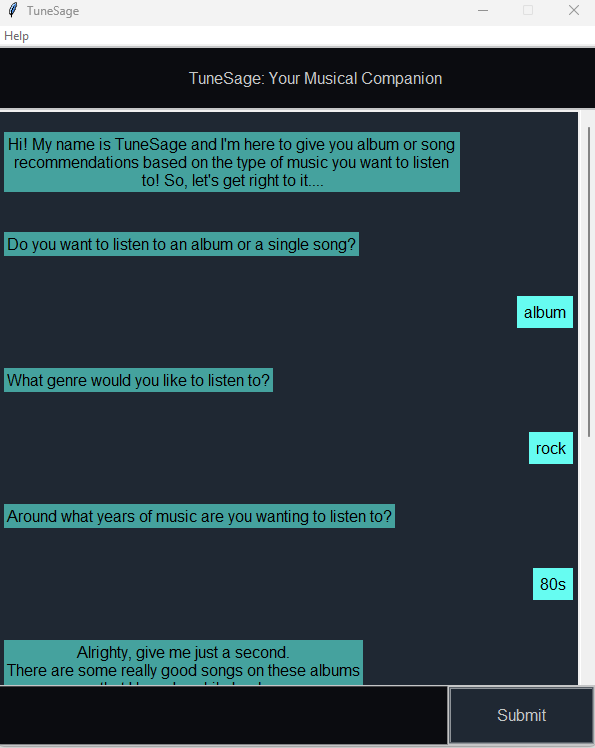 TuneSage
Help
TuneSage: Your Musical Companion
Hi! My name is TuneSage and I'm here to give you album or song
recommendations based on the type of music you want to listen
to! So, let's get right to it....
Do you want to listen to an album or a single song?
album
What genre would you like to listen to?
rock
Around what years of music are you wanting to listen to?
80s
Alrighty, give me just a second.
There are some really good songs on these albums
Submit